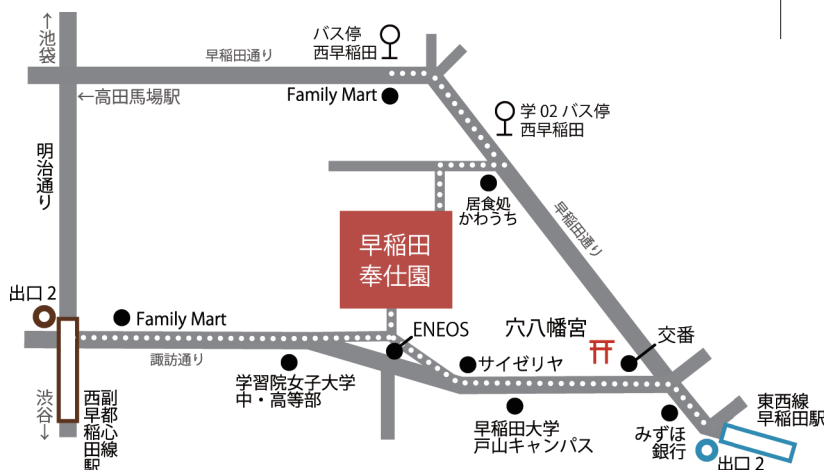 ↑池袋
早稲田通り
バス停
西早稲田
←高田馬場駅
Family Mart
学 02 バス停
西早稲田
明治通り
居食処
かわうち
早稲田通り
早稲田
奉仕園
出口 2
Family Mart
ENEOS
穴八幡宮
交番
諏訪通り
サイゼリヤ
学習院女子大学
中・高等部
渋谷↓
副都心線
西早稲田駅
早稲田大学
戸山キャンパス
みずほ
銀行
東西線
早稲田駅
出口 2